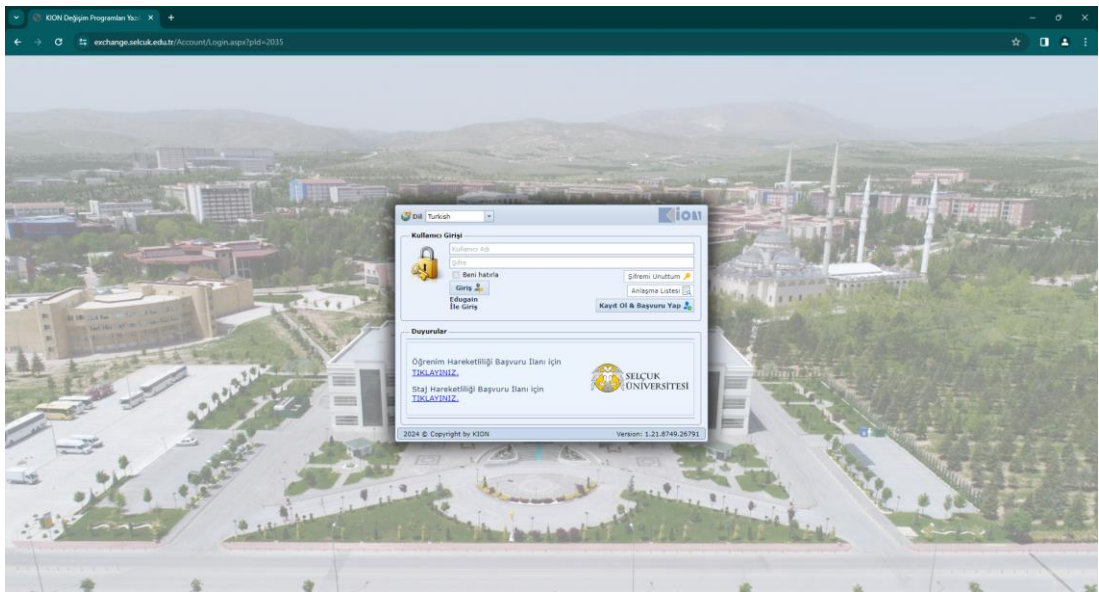 KION Değişim Programları Yazı
exchange.selcuk.edu.tr/Account/Login.aspx?pId=2035
Dil Turkish
kion
Kullanıcı Girişi
Kullanıcı Adı
Şifre
Beni hatırla
Şifremi Unuttum
Giriş
Anlaşma Listesi
Edugain
İle Giriş
Kayıt Ol & Başvuru Yap
Duyurular
Öğrenim Hareketliliği Başvuru İlanı için
TIKLAYINIZ.
Staj Hareketliliği Başvuru İlanı için
TIKLAYINIZ.
SELÇUK
ÜNİVERSİTESİ
2024 © Copyright by KION
Version: 1.21.8749.26791